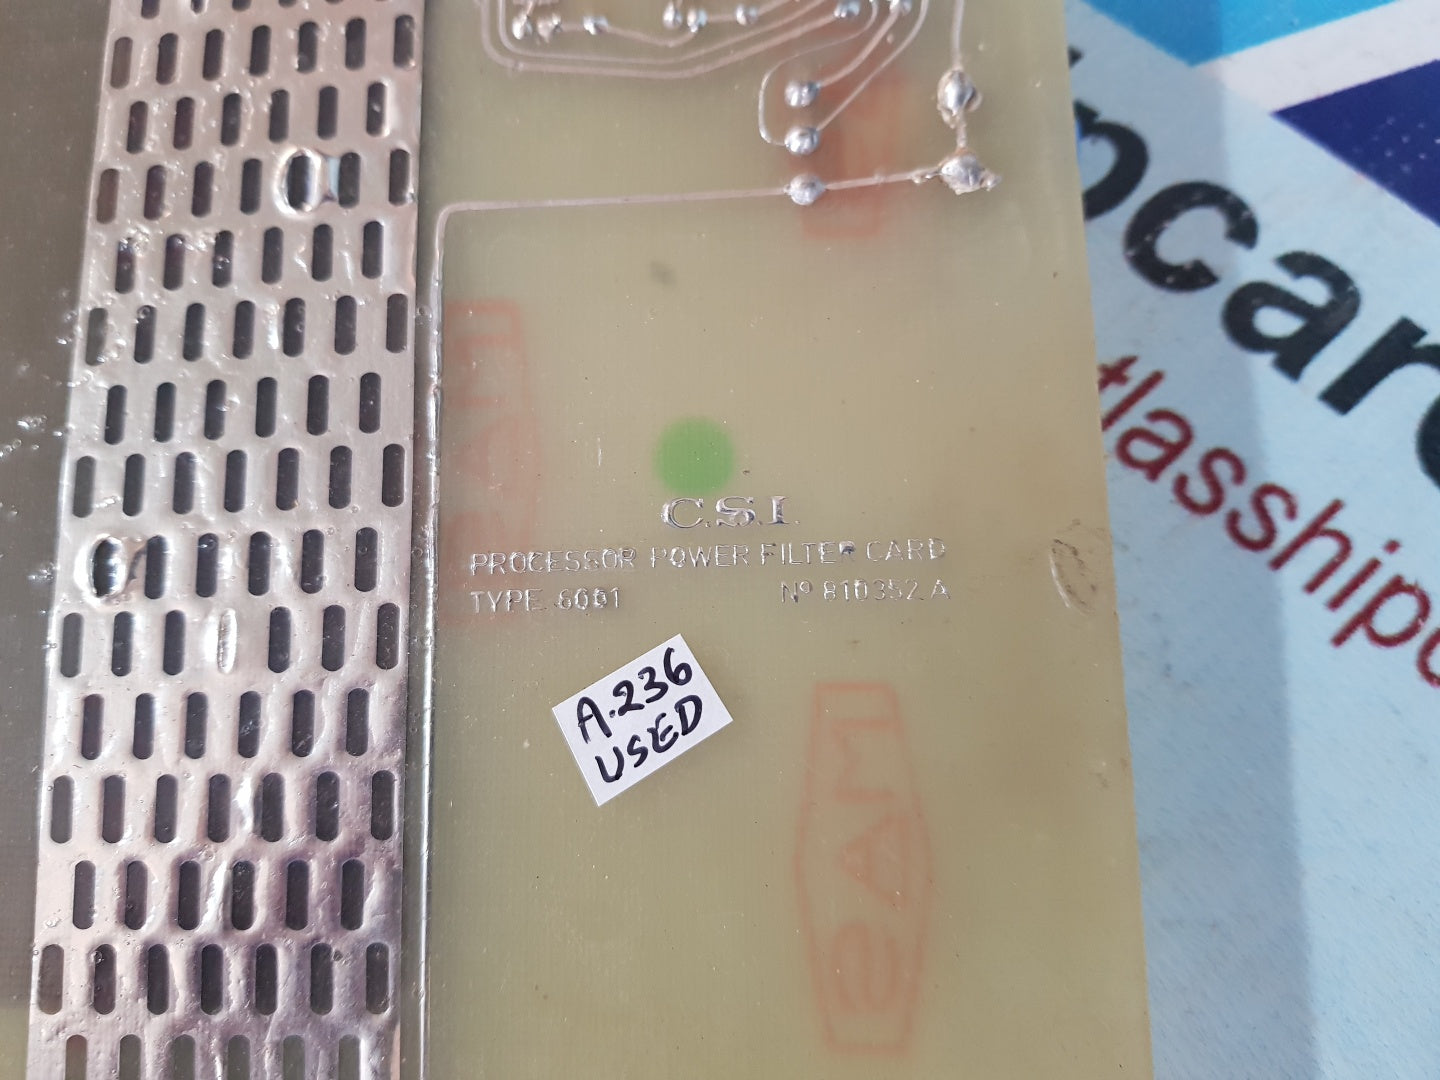 C.S.I.
PROCESSOR POWER FILTER CARD
TYPE 6001 Nº 810352 A
A.236
USED